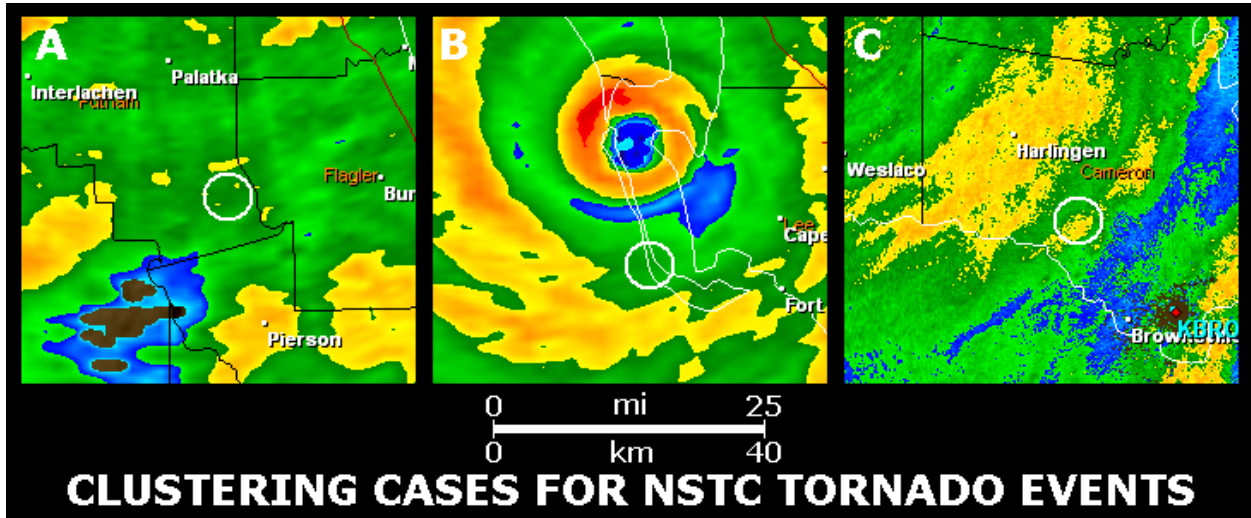 A
Palatka
Interlachen
Putnam
Flagler
Bun
Pierson
B
Lee
Cape
Fort
C
Harlingen
Weslaco
Cameron
KBRO
0 mi 25
0 km 40
CLUSTERING CASES FOR NSTC TORNADO EVENTS